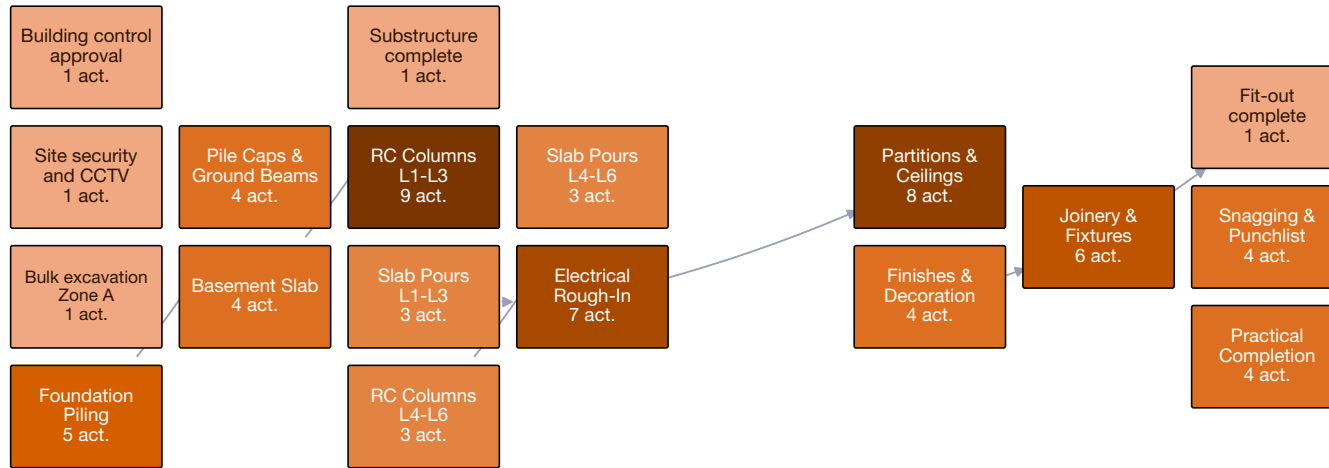 Building control
approval
1 act.
Site security
and CCTV
1 act.
Bulk excavation
Zone A
1 act.
Foundation
Piling
5 act.
Pile Caps &
Ground Beams
4 act.
Basement Slab
4 act.
Substructure
complete
1 act.
RC Columns
L1-L3
9 act.
Slab Pours
L1-L3
3 act.
RC Columns
L4-L6
3 act.
Slab Pours
L4-L6
3 act.
Electrical
Rough-In
7 act.
Partitions &
Ceilings
8 act.
Finishes &
Decoration
4 act.
Joinery &
Fixtures
6 act.
Fit-out
complete
1 act.
Snagging &
Punchlist
4 act.
Practical
Completion
4 act.